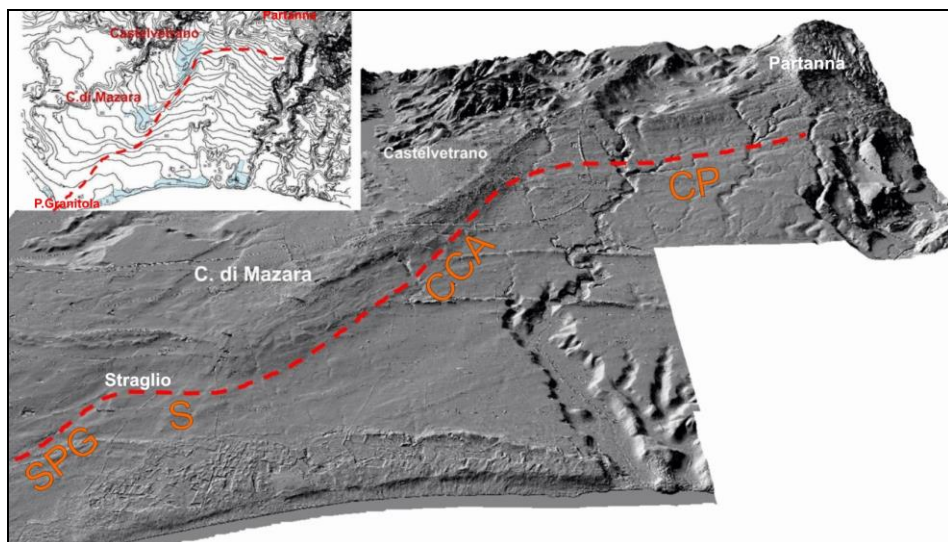 Partanna
Castelvetrano
C. di Mazara
P.Granitola
Partanna
Castelvetrano
CP
C. di Mazara
CCA
Straglio
S
SPG